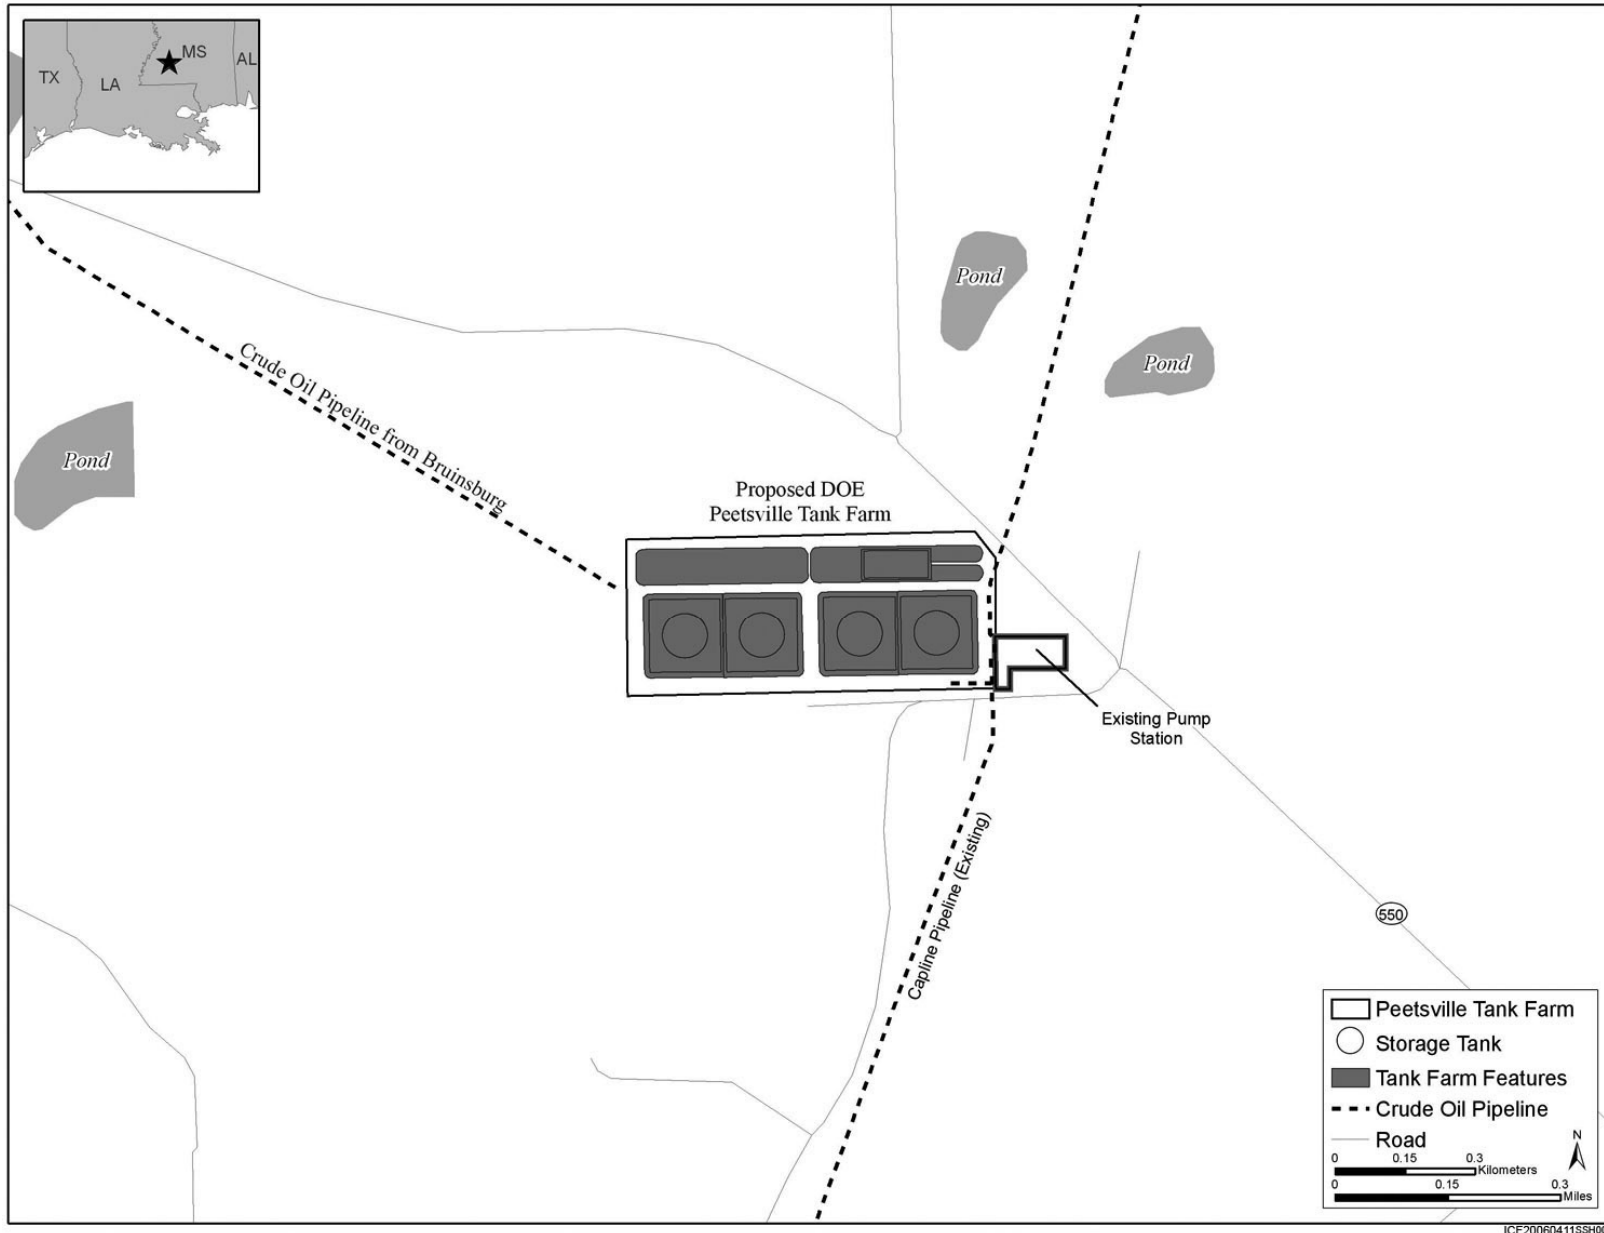 TX
LA
MS
AL
Pond
Pond
Crude Oil Pipeline from Bruinsburg
Pond
Proposed DOE
Peetsville Tank Farm
Existing Pump
Station
Capline Pipeline (Existing)
550
Peetsville Tank Farm
Storage Tank
Tank Farm Features
Crude Oil Pipeline
Road
N
0 0.15 0.3
Kilometers
0 0.15 0.3
Miles